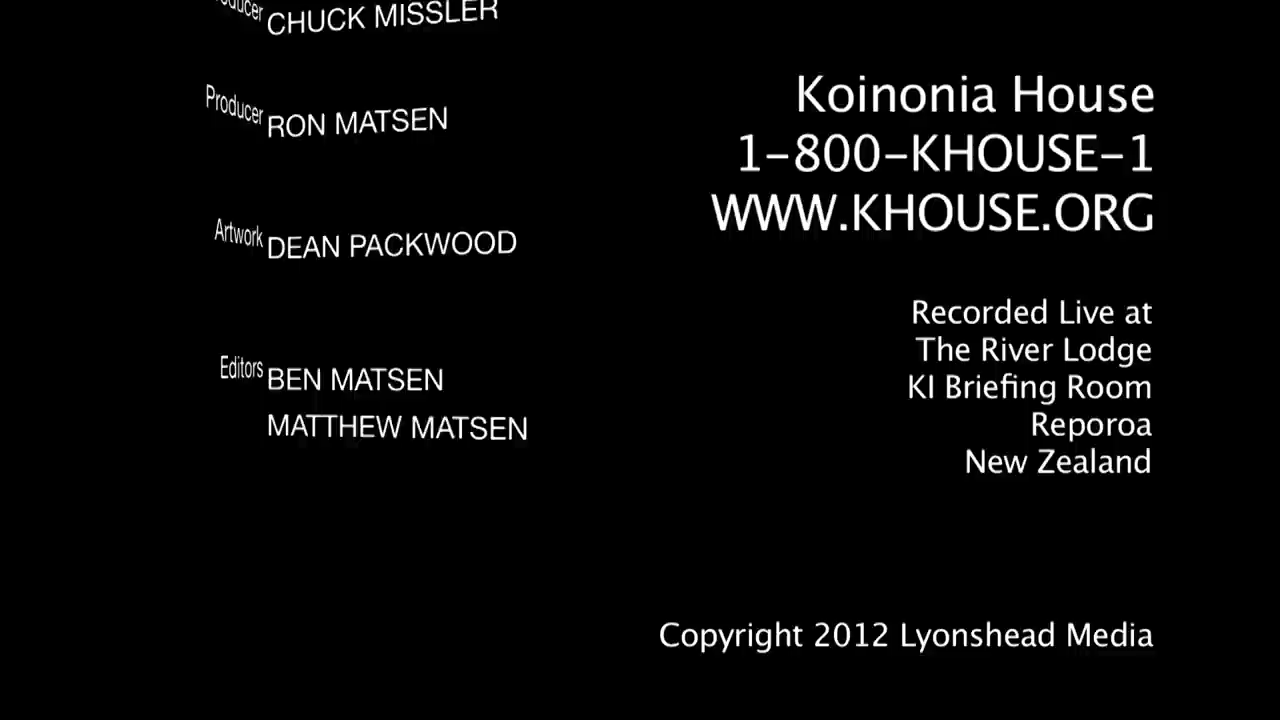 CHUCK MISSLER
Producer RON MATSEN
Artwork DEAN PACKWOOD
Editors BEN MATSEN
MATTHEW MATSEN
Koinonia House
1-800-KHOUSE-1
WWW.KHOUSE.ORG
Recorded Live at
The River Lodge
KI Briefing Room
Reporoa
New Zealand
Copyright 2012 Lyonshead Media